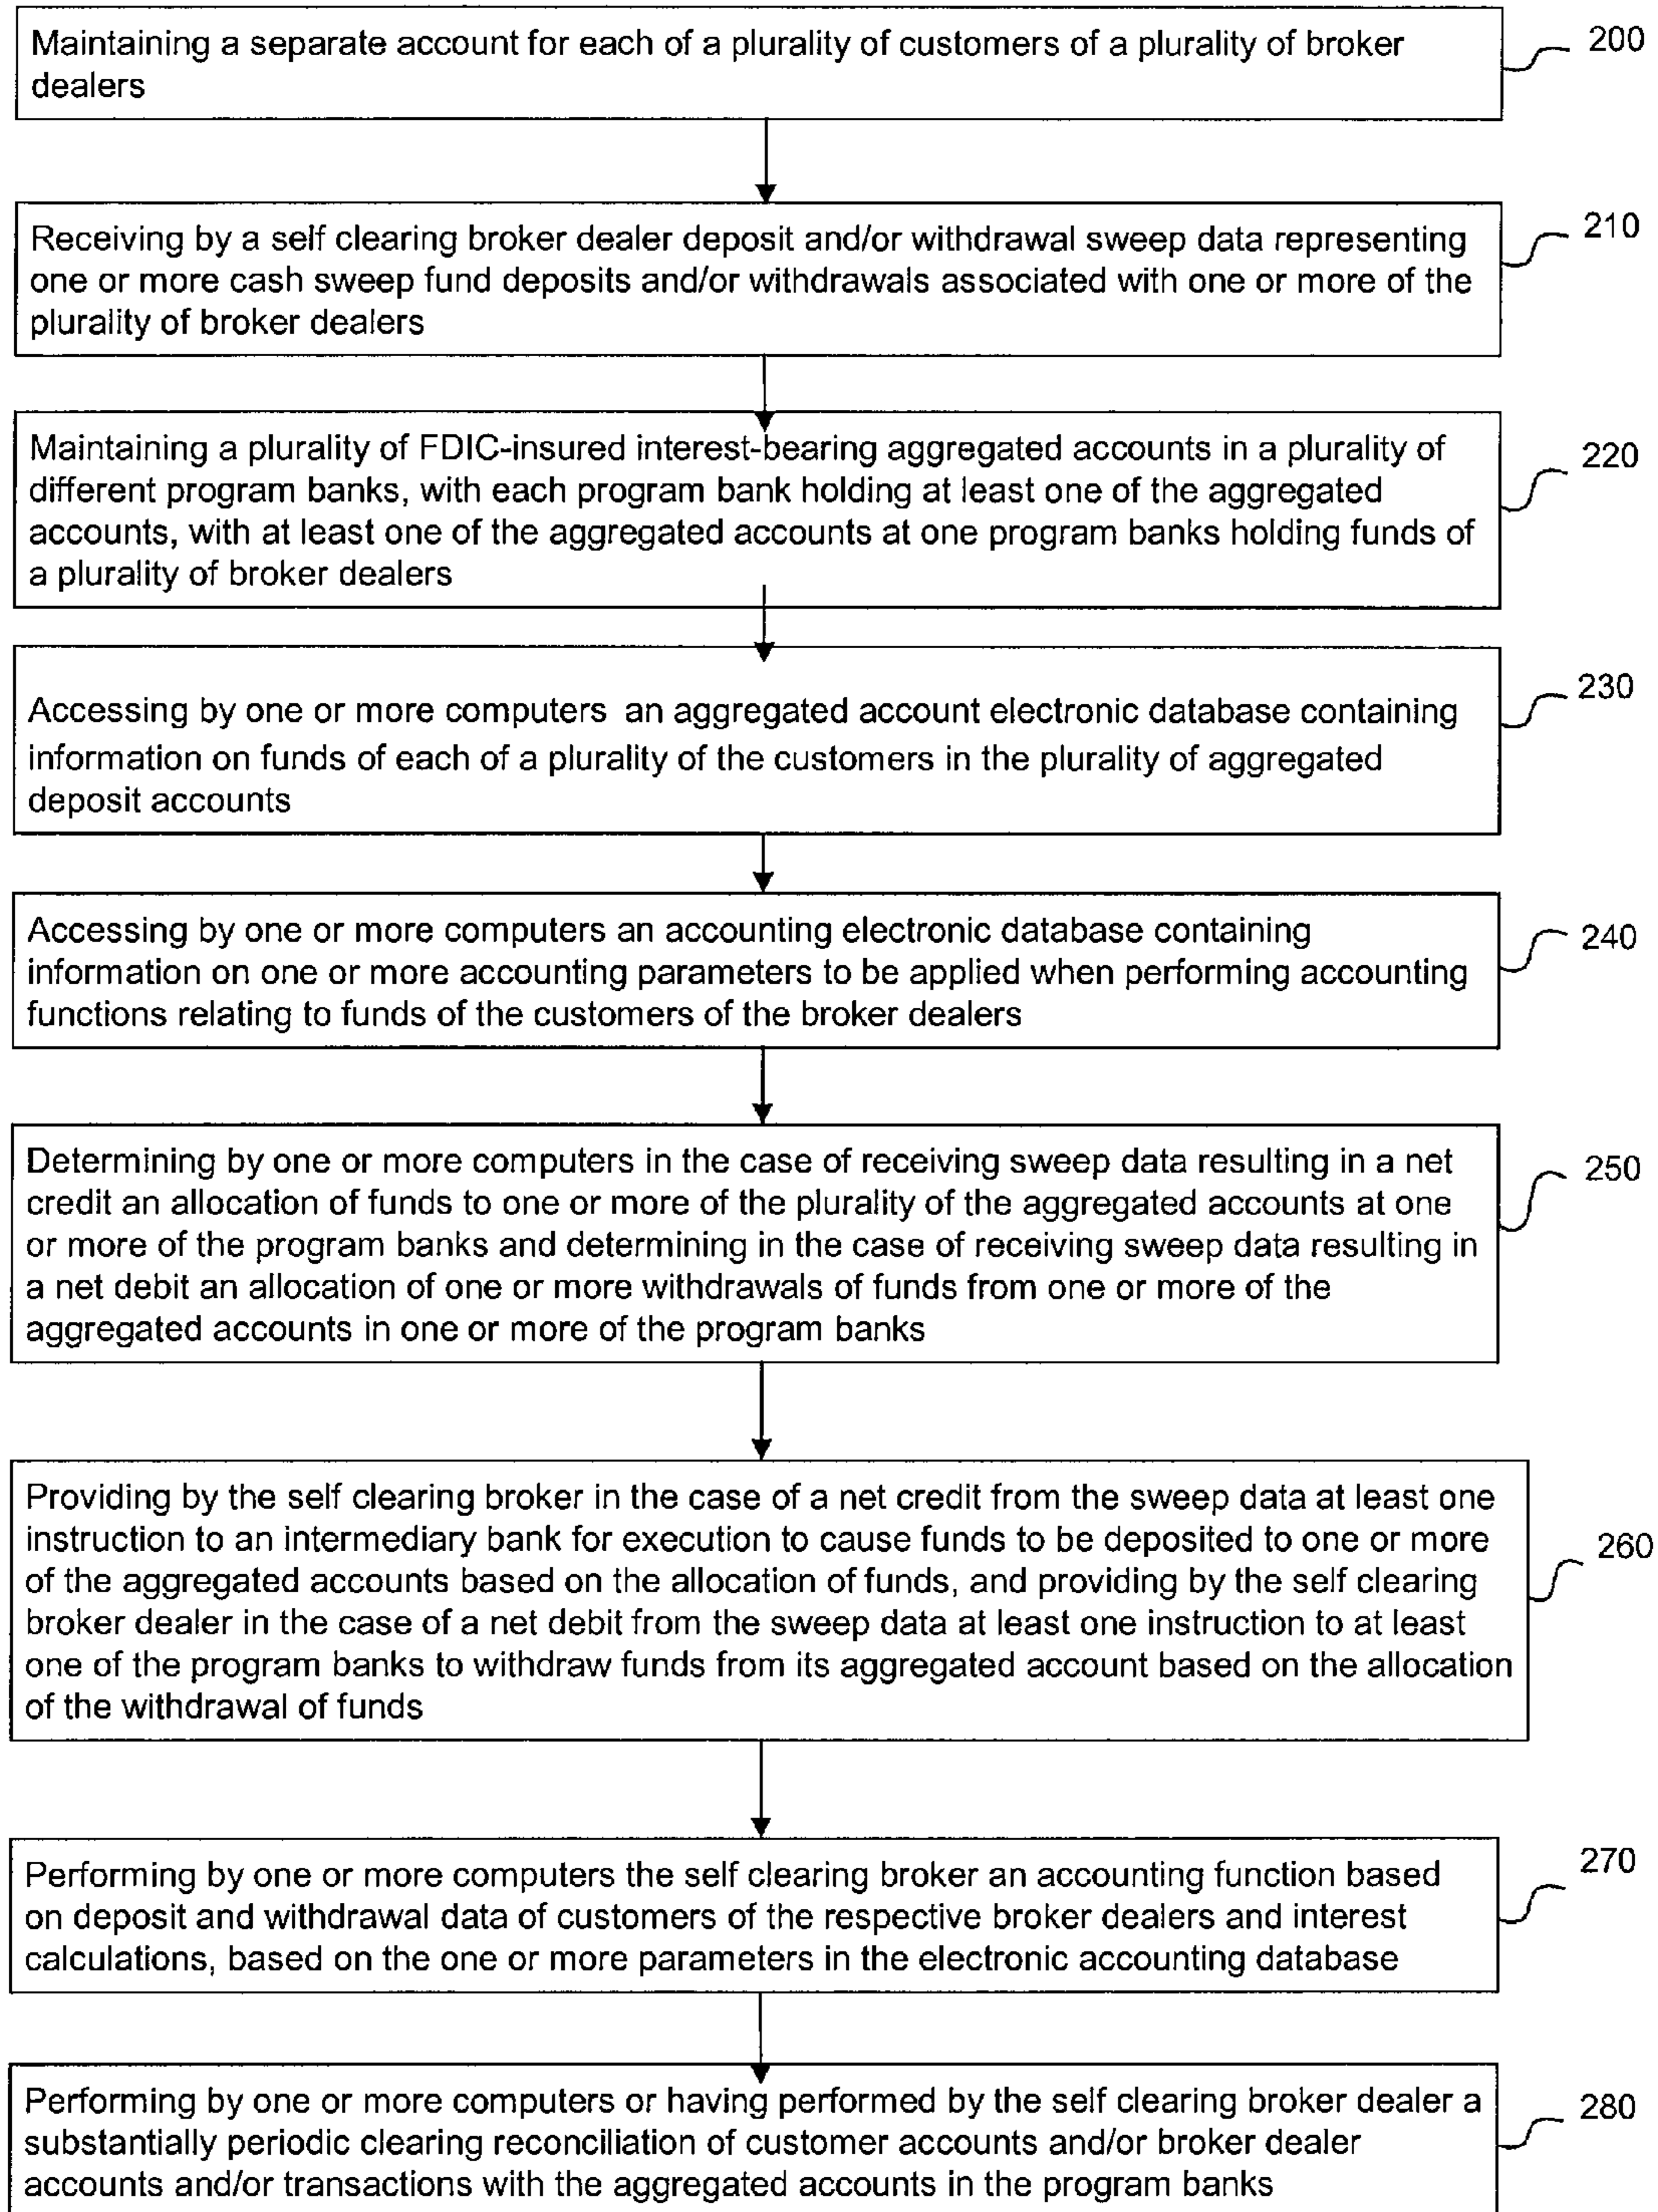 Maintaining a separate account for each of a plurality of customers of a plurality of broker
dealers
200
Receiving by a self clearing broker dealer deposit and/or withdrawal sweep data representing
one or more cash sweep fund deposits and/or withdrawals associated with one or more of the
plurality of broker dealers
210
Maintaining a plurality of FDIC-insured interest-bearing aggregated accounts in a plurality of
different program banks, with each program bank holding at least one of the aggregated
accounts, with at least one of the aggregated accounts at one program banks holding funds of
a plurality of broker dealers
220
Accessing by one or more computers an aggregated account electronic database containing
information on funds of each of a plurality of the customers in the plurality of aggregated
deposit accounts
230
Accessing by one or more computers an accounting electronic database containing
information on one or more accounting parameters to be applied when performing accounting
functions relating to funds of the customers of the broker dealers
240
Determining by one or more computers in the case of receiving sweep data resulting in a net
credit an allocation of funds to one or more of the plurality of the aggregated accounts at one
or more of the program banks and determining in the case of receiving sweep data resulting in
a net debit an allocation of one or more withdrawals of funds from one or more of the
aggregated accounts in one or more of the program banks
250
Providing by the self clearing broker in the case of a net credit from the sweep data at least one
instruction to an intermediary bank for execution to cause funds to be deposited to one or more
of the aggregated accounts based on the allocation of funds, and providing by the self clearing
broker dealer in the case of a net debit from the sweep data at least one instruction to at least
one of the program banks to withdraw funds from its aggregated account based on the allocation
of the withdrawal of funds
260
Performing by one or more computers the self clearing broker an accounting function based
on deposit and withdrawal data of customers of the respective broker dealers and interest
calculations, based on the one or more parameters in the electronic accounting database
270
Performing by one or more computers or having performed by the self clearing broker dealer a
substantially periodic clearing reconciliation of customer accounts and/or broker dealer
accounts and/or transactions with the aggregated accounts in the program banks
280